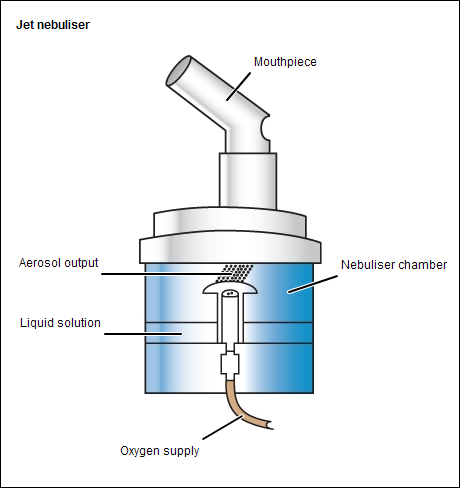 Jet nebuliser
Mouthpiece
Aerosol output
Nebuliser chamber
Liquid solution
Oxygen supply